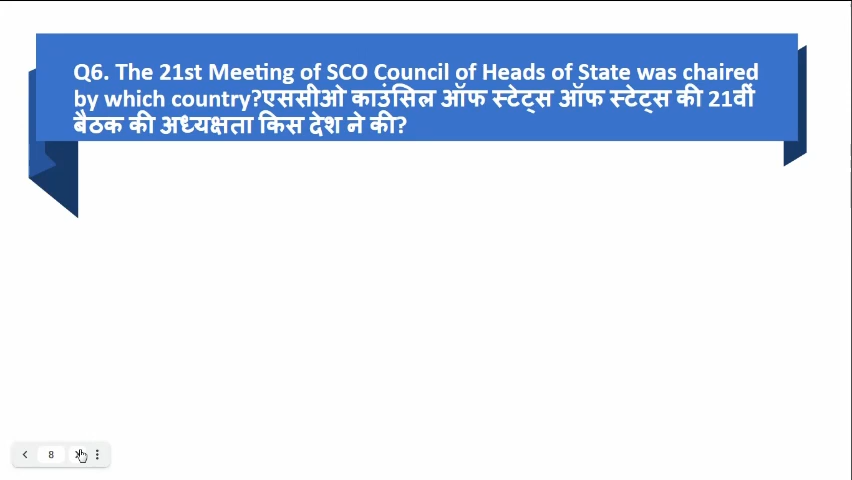 Q6. The 21st Meeting of SCO Council of Heads of State was chaired
by which country?एससीओ काउंसिल ऑफ स्टेट्स ऑफ स्टेट्स की 21वीं
बैठक की अध्यक्षता किस देश ने की?
8